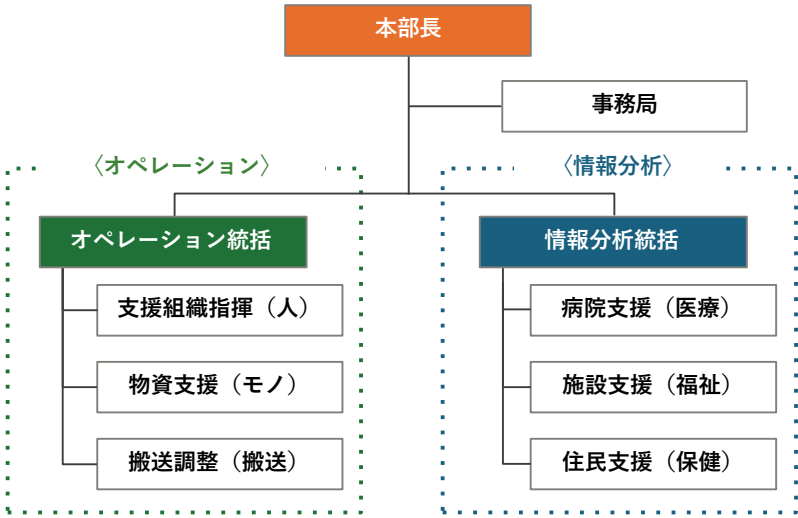 本部長
事務局
〈オペレーション〉
オペレーション統括
支援組織指揮（人）
物資支援（モノ）
搬送調整（搬送）
〈情報分析〉
情報分析統括
病院支援（医療）
施設支援（福祉）
住民支援（保健）